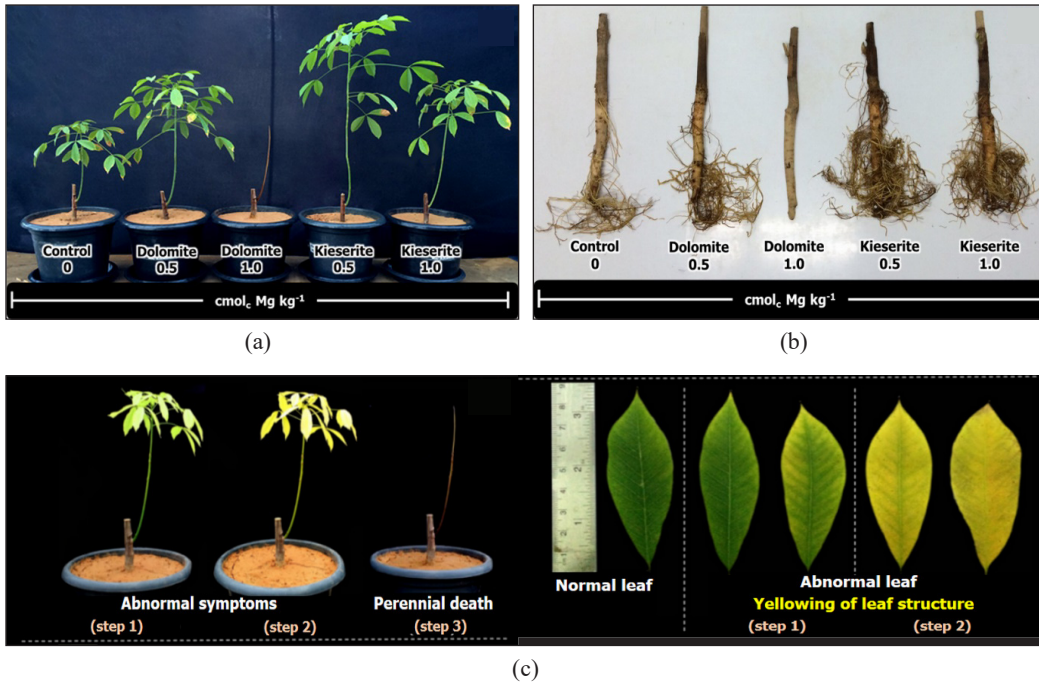 Control
0
Dolomite
0.5
Dolomite
1.0
Kieserite
0.5
Kieserite
1.0
cmolc Mg kg-1
(a)
Control
0
Dolomite
0.5
Dolomite
1.0
Kieserite
0.5
Kieserite
1.0
cmolc Mg kg-1
(b)
Abnormal symptoms
(step 1)
(step 2)
Perennial death
(step 3)
Normal leaf
Abnormal leaf
Yellowing of leaf structure
(step 1)
(step 2)
(c)